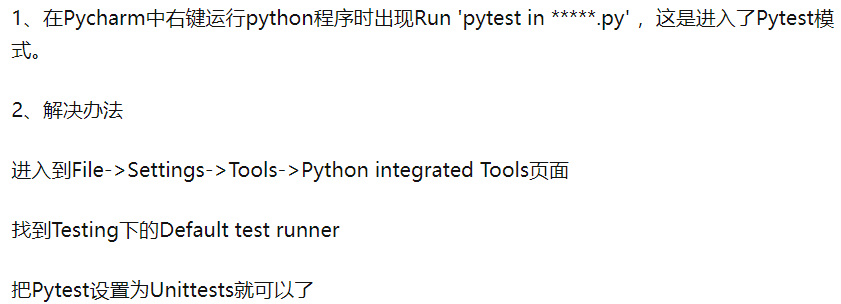 1、在Pycharm中右键运行python程序时出现Run 'pytest in *****.py' ，这是进入了Pytest模
式。
2、解决办法
进入到File->Settings->Tools->Python integrated Tools页面
找到Testing下的Default test runner
把Pytest设置为Unittests就可以了